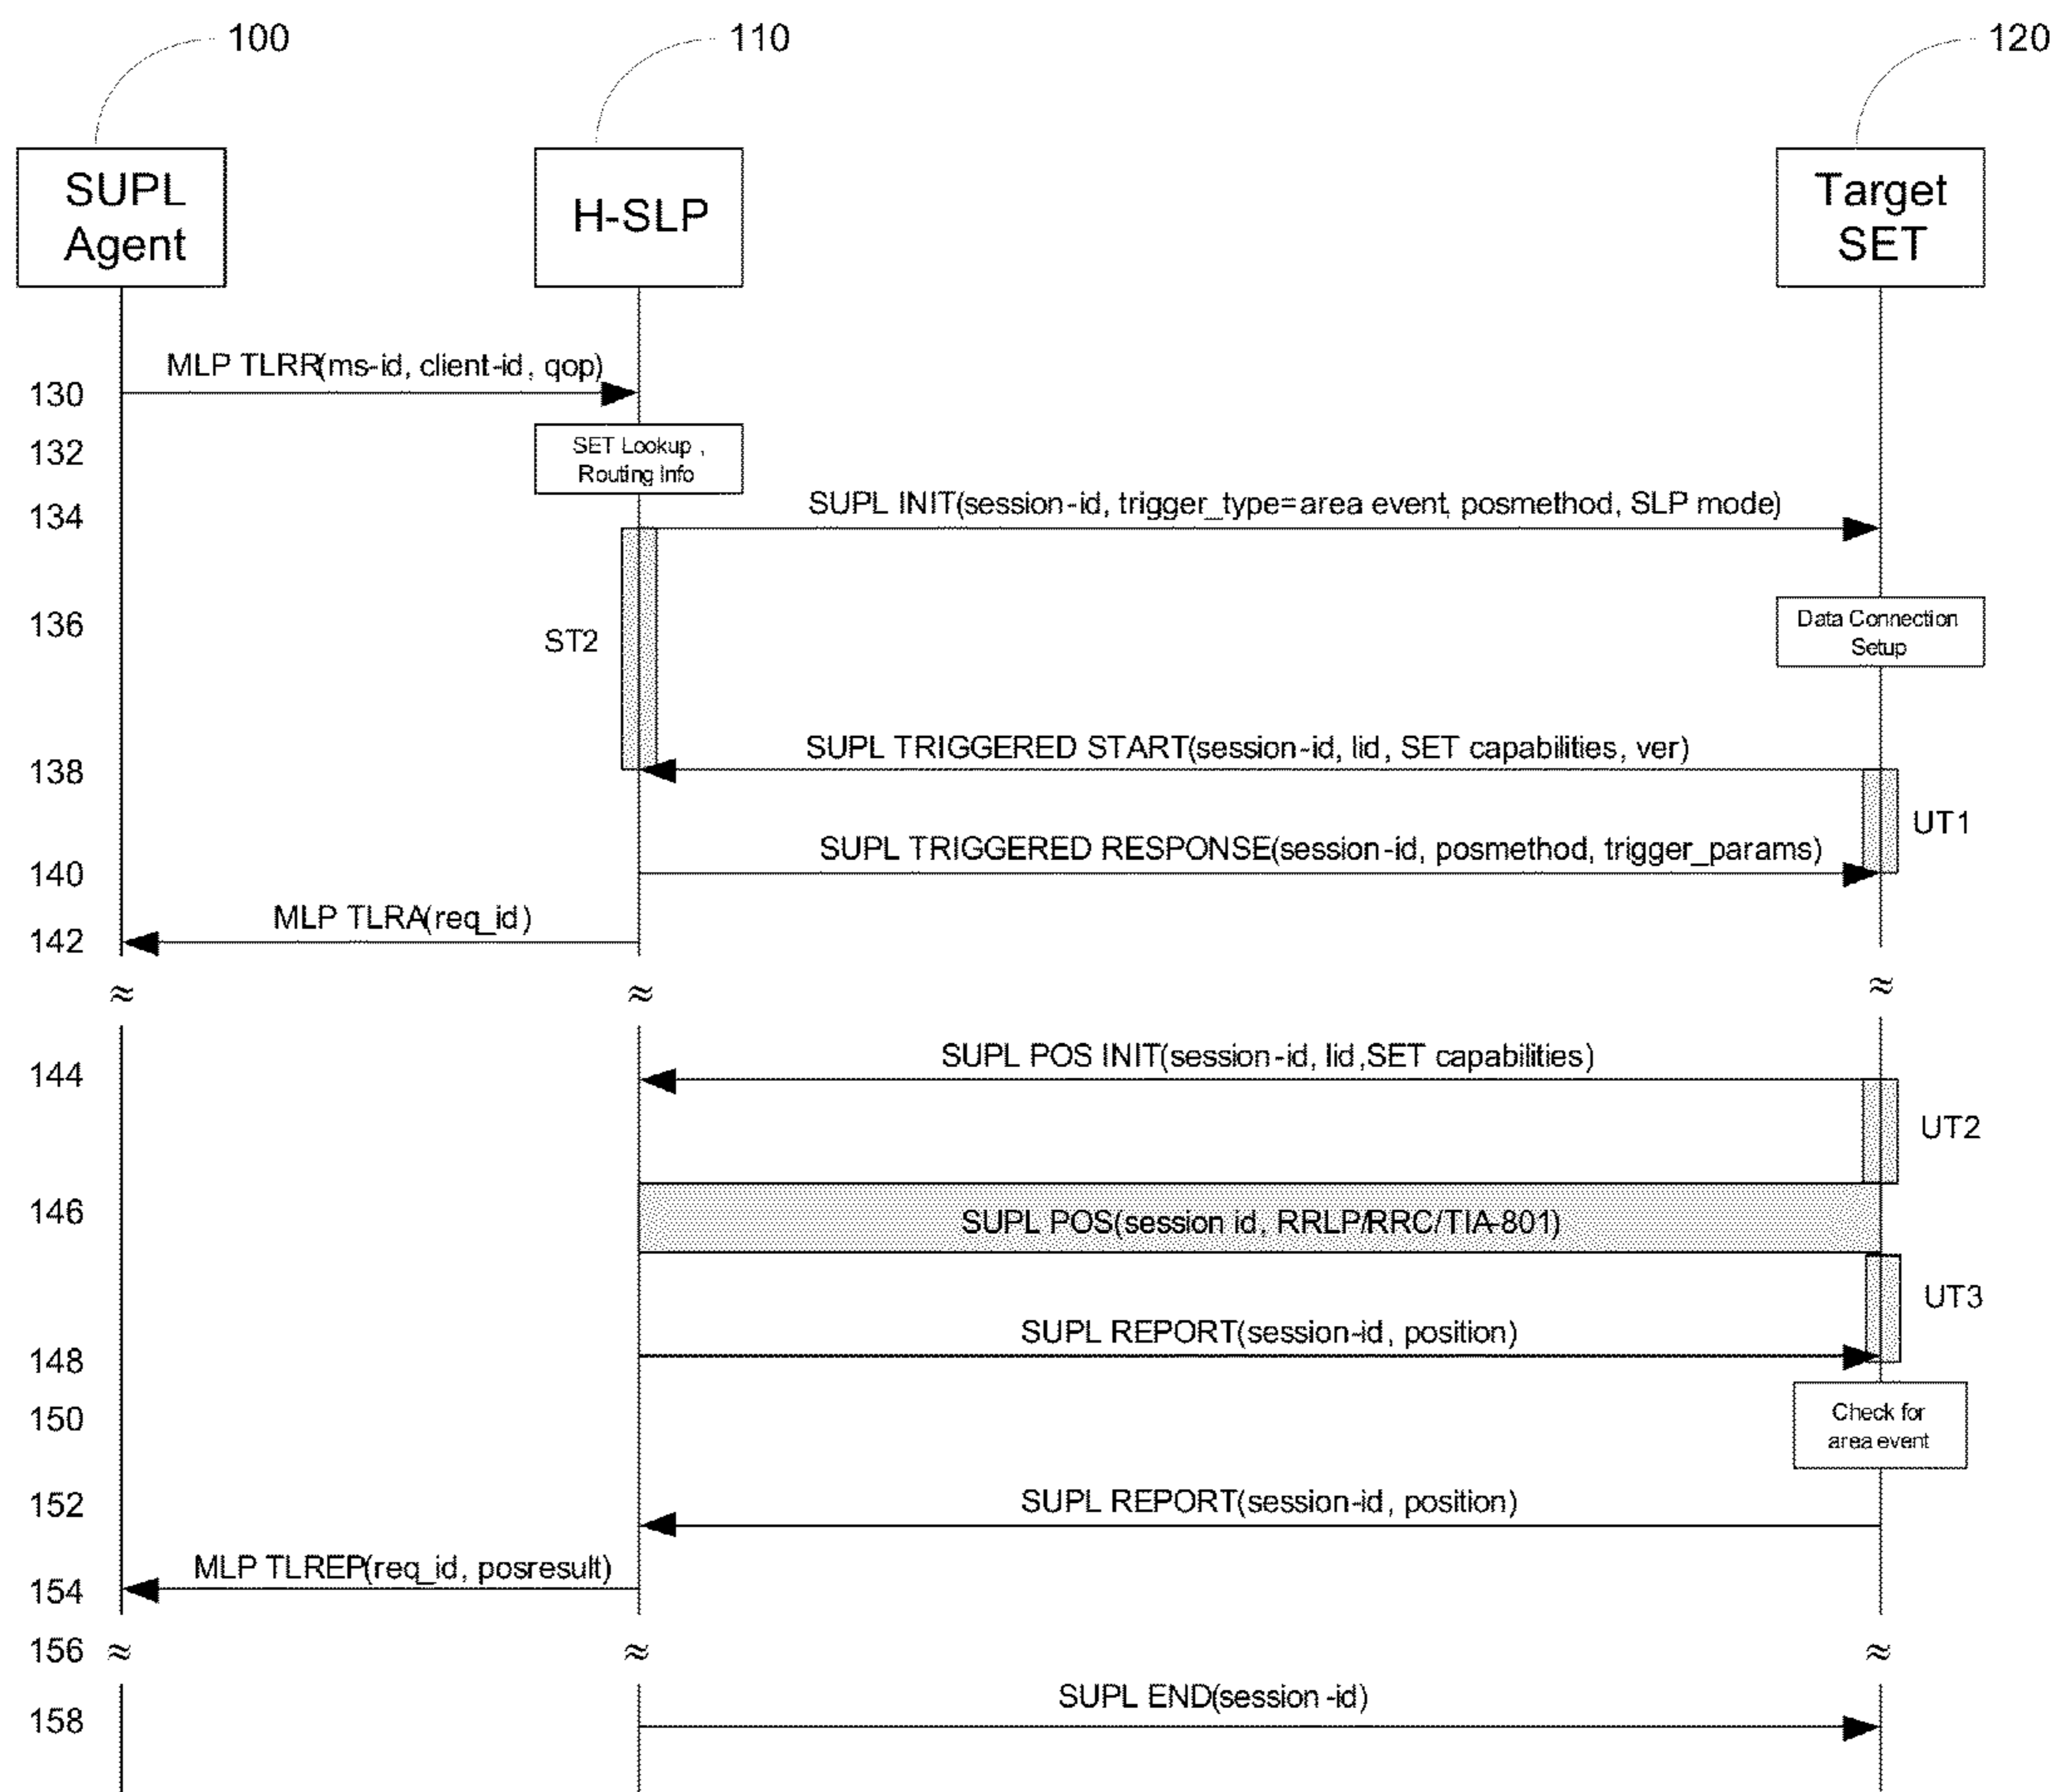 100
110
120
SUPL
Agent
H-SLP
Target
SET
MLP TLRR(ms-id, client-id, qop)
130
132
SET Lookup ,
Routing Info
134
SUPL INIT(session-id, trigger_type=area event, posmethod, SLP mode)
136
ST2
Data Connection
Setup
SUPL TRIGGERED START(session-id, lid, SET capabilities, ver)
138
UT1
SUPL TRIGGERED RESPONSE(session-id, posmethod, trigger_params)
140
MLP TLRA(req_id)
142
≈ ≈ ≈
SUPL POS INIT(session-id, lid,SET capabilities)
144
UT2
146
SUPL POS(session id, RRLP/RRC/TIA-801)
UT3
SUPL REPORT(session-id, position)
148
150
Check for
area event
152
SUPL REPORT(session-id, position)
MLP TLREP(req_id, posresult)
154
156 ≈ ≈ ≈
SUPL END(session-id)
158